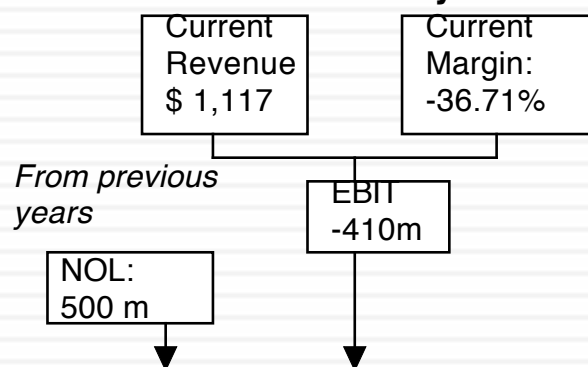 Current
Revenue
$ 1,117
Current
Margin:
-36.71%
From previous
years
EBIT
-410m
NOL:
500 m